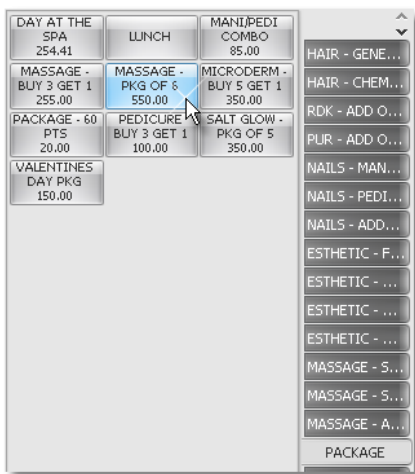 DAY AT THE
SPA
254.41
LUNCH
MANI/PEDI
COMBO
85.00
MASSAGE -
BUY 3 GET 1
255.00
MASSAGE -
PKG OF 6
550.00
MICRODERM -
BUY 5 GET 1
350.00
PACKAGE - 60
PTS
20.00
PEDICURE
BUY 3 GET 1
100.00
SALT GLOW -
PKG OF 5
350.00
VALENTINES
DAY PKG
150.00
HAIR - GENE...
HAIR - CHEM...
RDK - ADD O...
PUR - ADD O...
NAILS - MAN...
NAILS - PEDI...
NAILS - ADD...
ESTHETIC - F...
ESTHETIC - ...
ESTHETIC - ...
ESTHETIC - ...
MASSAGE - S...
MASSAGE - S...
MASSAGE - A...
PACKAGE